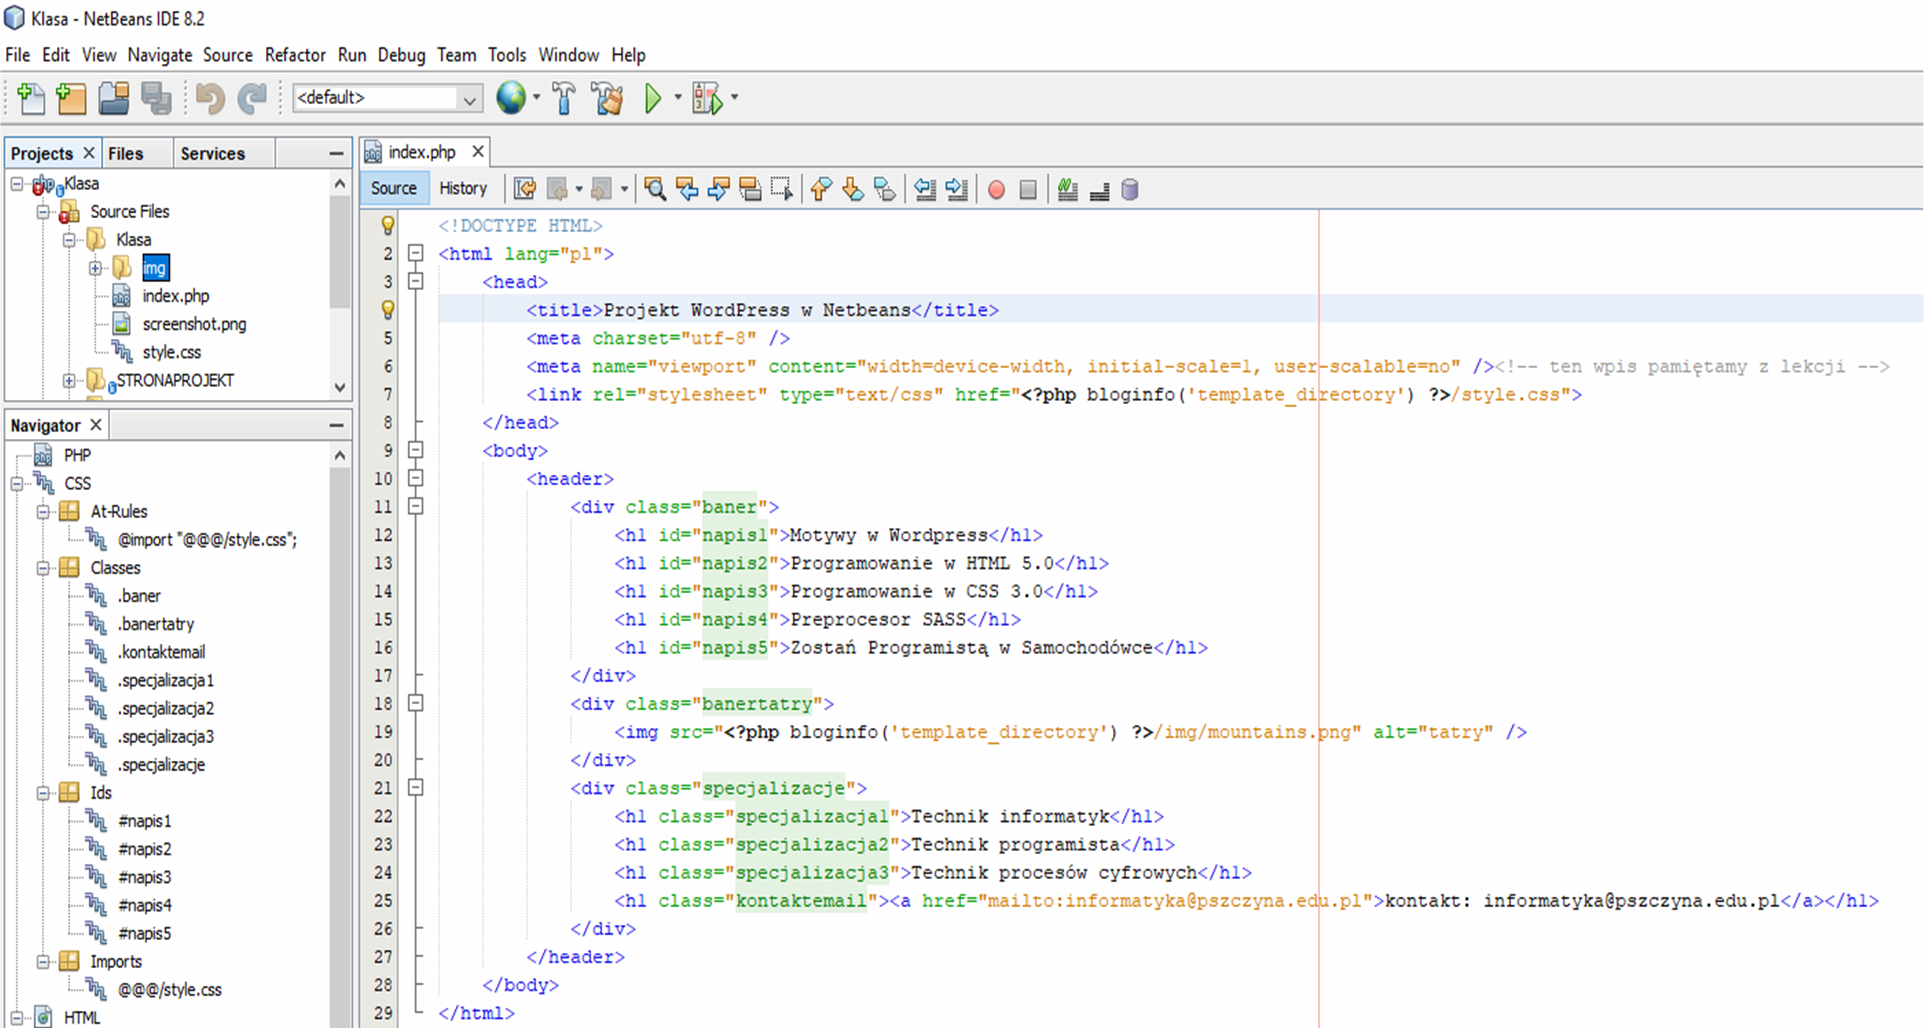 Klasa - NetBeans IDE 8.2
File Edit View Navigate Source Refactor Run Debug Team Tools Window Help
<default>
Projects Files Services
Klasa
Source Files
Klasa
img
index.php
screenshot.png
style.css
STRONAPROJEKT
Navigator
PHP
CSS
At-Rules
@import "@@@/style.css";
Classes
.baner
.banertatry
.kontaktemail
.specjalizacja1
.specjalizacja2
.specjalizacja3
.specjalizacje
Ids
#napis1
#napis2
#napis3
#napis4
#napis5
Imports
@@@/style.css
HTML
index.php
Source History
<!DOCTYPE HTML>
2 <html lang="pl">
3 <head>
<title>Projekt WordPress w Netbeans</title>
5 <meta charset="utf-8" />
6 <meta name="viewport" content="width=device-width, initial-scale=1, user-scalable=no" /><!-- ten wpis pamiętamy z lekcji -->
7 <link rel="stylesheet" type="text/css" href="<?php bloginfo('template_directory') ?>/style.css">
8 </head>
9 <body>
10 <header>
11 <div class="baner">
12 <h1 id="napis1">Motywy w Wordpress</h1>
13 <h1 id="napis2">Programowanie w HTML 5.0</h1>
14 <h1 id="napis3">Programowanie w CSS 3.0</h1>
15 <h1 id="napis4">Preprocesor SASS</h1>
16 <h1 id="napis5">Zostań Programistą w Samochodówce</h1>
17 </div>
18 <div class="banertatry">
19 <img src="<?php bloginfo('template_directory') ?>/img/mountains.png" alt="tatry" />
20 </div>
21 <div class="specjalizacje">
22 <h1 class="specjalizacja1">Technik informatyk</h1>
23 <h1 class="specjalizacja2">Technik programista</h1>
24 <h1 class="specjalizacja3">Technik procesów cyfrowych</h1>
25 <h1 class="kontaktemail"><a href="mailto:informatyka@pszczyna.edu.pl">kontakt: informatyka@pszczyna.edu.pl</a></h1>
26 </div>
27 </header>
28 </body>
29 </html>